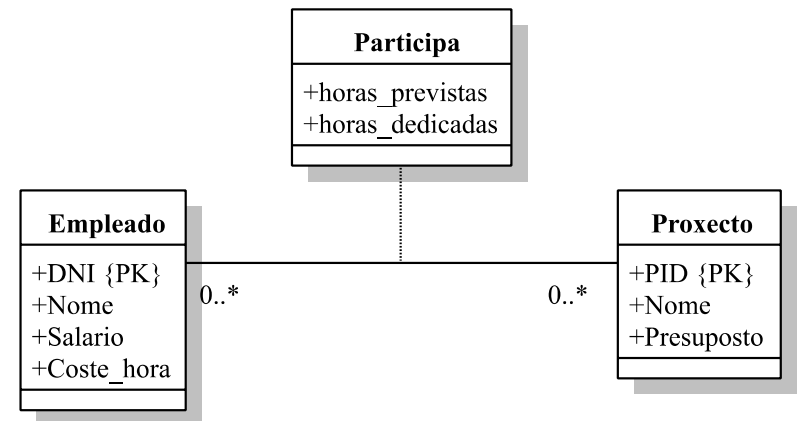 Participa
+horas_previstas
+horas_dedicadas
Empleado
+DNI {PK}
+Nome
+Salario
+Coste_hora
0..*
0..*
Proxecto
+PID {PK}
+Nome
+Presuposto